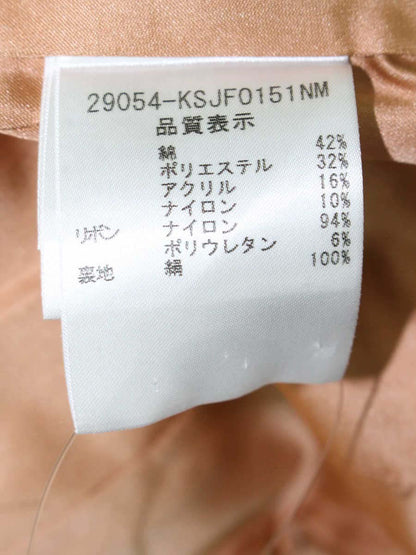 29054-KSJF0151NM
品質表示
綿 42%
ポリエステル 32%
アクリル 16%
ナイロン 10%
リボン ナイロン 94%
ポリウレタン 6%
裏地 絹 100%